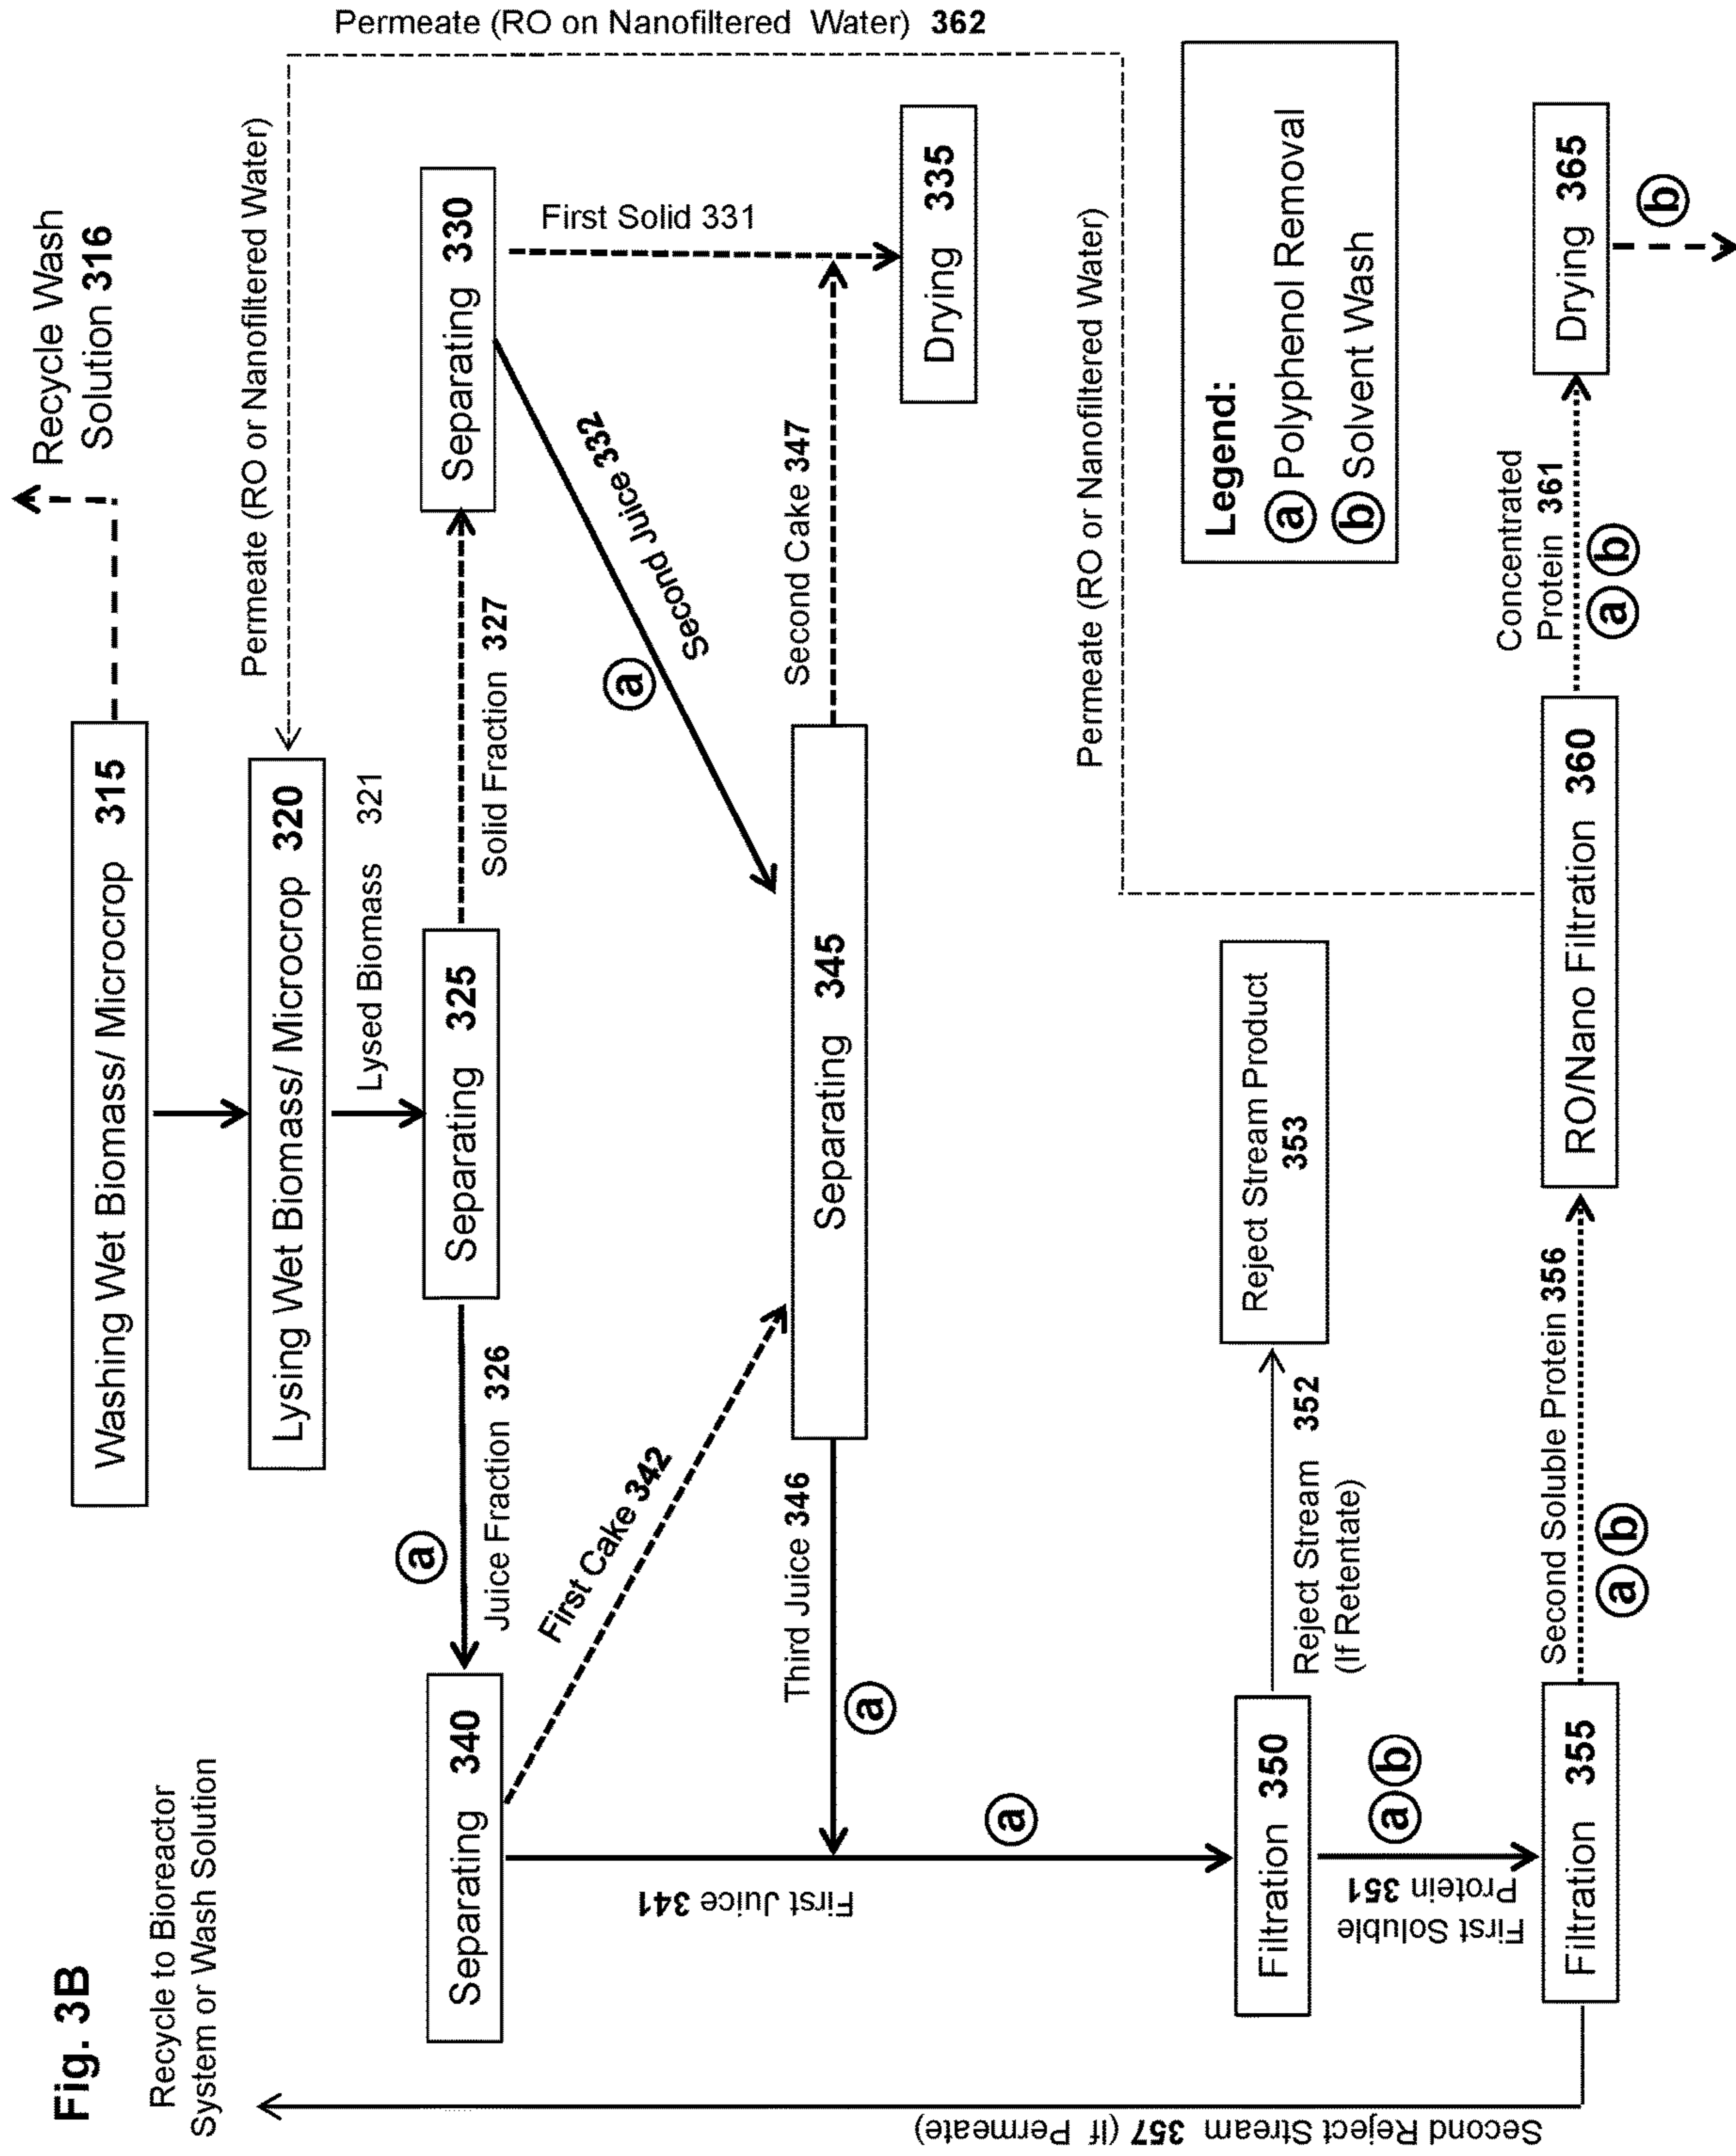 Fig. 3B
Recycle to Bioreactor
System or Wash Solution
Recycle Wash
Solution 316
Permeate (RO on Nanofiltered Water) 362
Washing Wet Biomass/ Microcrop 315
Permeate (RO or Nanofiltered Water)
Lysing Wet Biomass/ Microcrop 320
Lysed Biomass 321
Separating 340
a
Juice Fraction 326
Separating 325
Solid Fraction 327
Separating 330
First Solid 331
First Cake 342
a
Second Juice 332
Third Juice 346
a
Separating 345
Second Cake 347
Drying 335
First Juice 341
a
Permeate (RO or Nanofiltered Water)
Legend:
a Polyphenol Removal
b Solvent Wash
Filtration 350
Reject Stream 352
(If Retentate)
Reject Stream Product
353
First Soluble
Protein 351
a b
Filtration 355
Second Soluble Protein 356
a b
RO/Nano Filtration 360
Concentrated
Protein 361
a b
Drying 365
b
Second Reject Stream 357 (If Permeate)